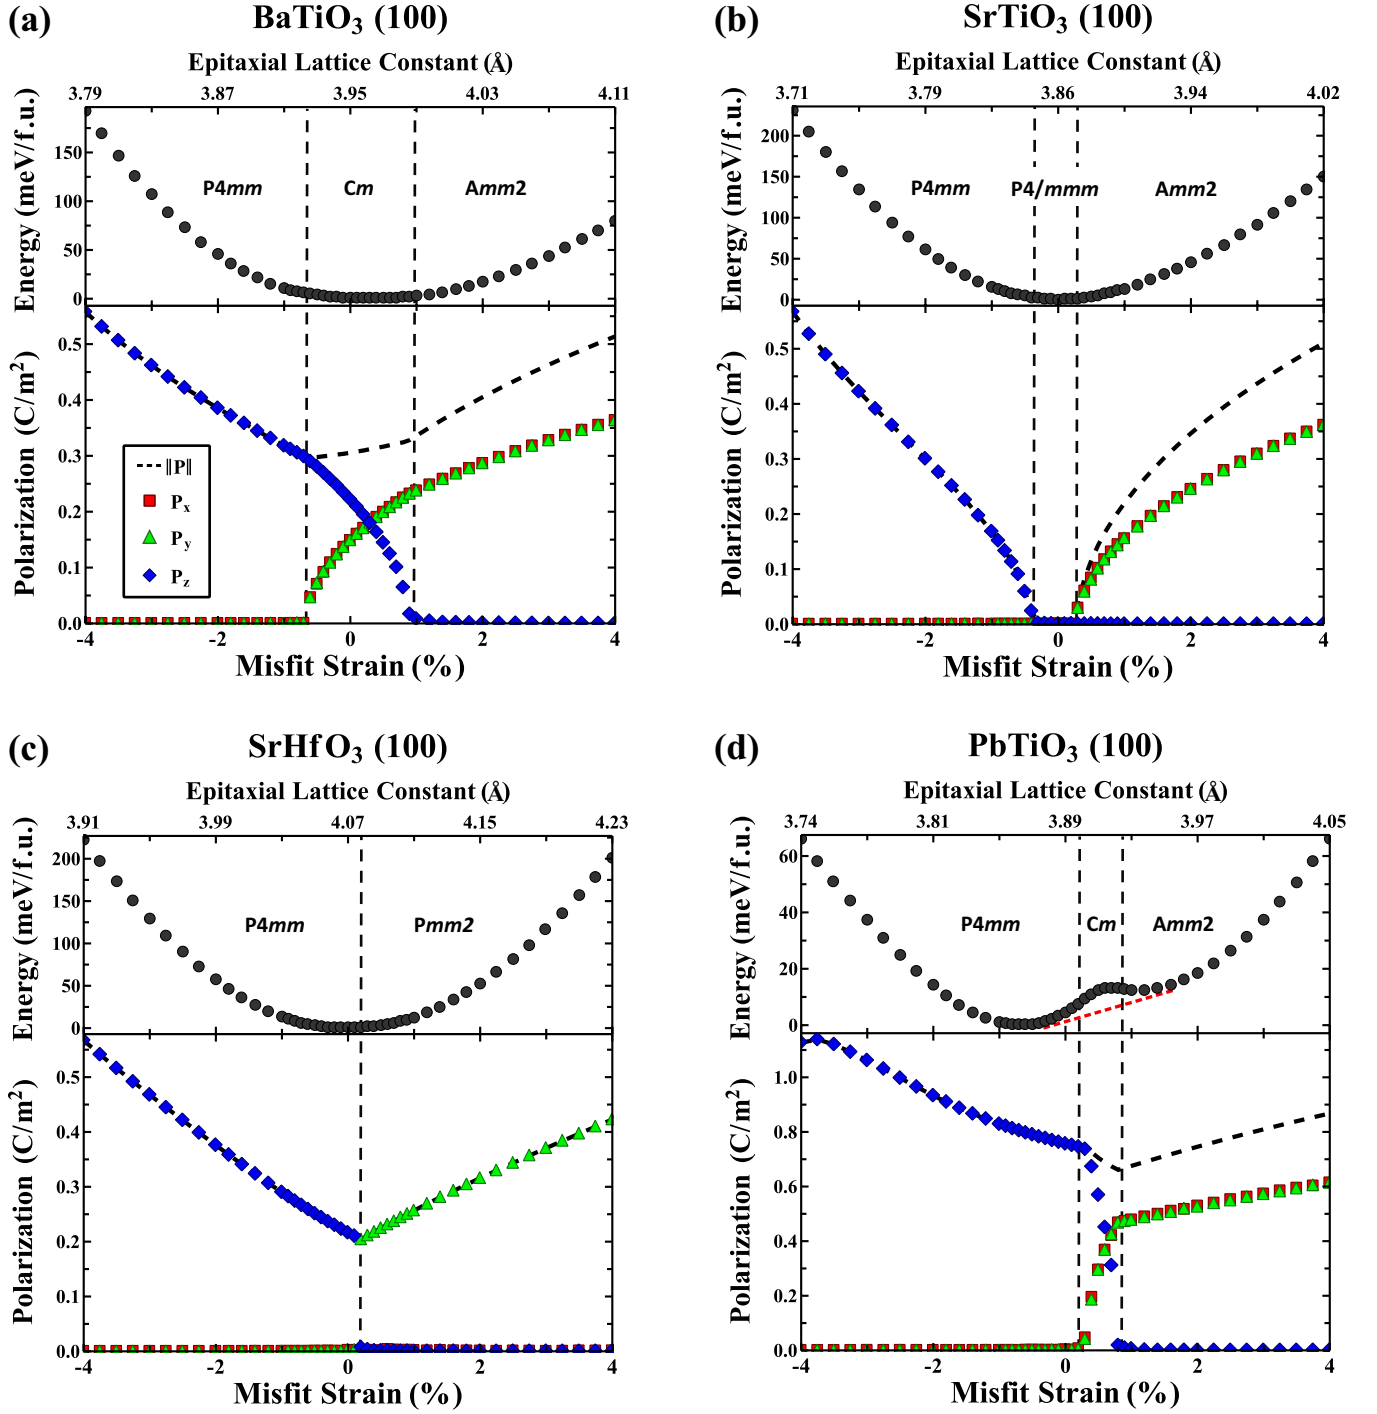 (a) BaTiO3 (100)
Epitaxial Lattice Constant (Å)
3.79 3.87 3.95 4.03 4.11
Energy (meV/f.u.)
150
100
50
0
P4mm Cm Amm2
Polarization (C/m²)
0.5
0.4
0.3
0.2
0.1
0.0
‖P‖
Px
Py
Pz
-4 -2 0 2 4
Misfit Strain (%)
(b) SrTiO3 (100)
Epitaxial Lattice Constant (Å)
3.71 3.79 3.86 3.94 4.02
Energy (meV/f.u.)
200
150
100
50
0
P4mm P4/mmm Amm2
Polarization (C/m²)
0.5
0.4
0.3
0.2
0.1
0.0
-4 -2 0 2 4
Misfit Strain (%)
(c) SrHfO3 (100)
Epitaxial Lattice Constant (Å)
3.91 3.99 4.07 4.15 4.23
Energy (meV/f.u.)
200
150
100
50
0
P4mm Pmm2
Polarization (C/m²)
0.5
0.4
0.3
0.2
0.1
0.0
-4 -2 0 2 4
Misfit Strain (%)
(d) PbTiO3 (100)
Epitaxial Lattice Constant (Å)
3.74 3.81 3.89 3.97 4.05
Energy (meV/f.u.)
60
40
20
0
P4mm Cm Amm2
Polarization (C/m²)
1.0
0.8
0.6
0.4
0.2
0.0
-4 -2 0 2 4
Misfit Strain (%)